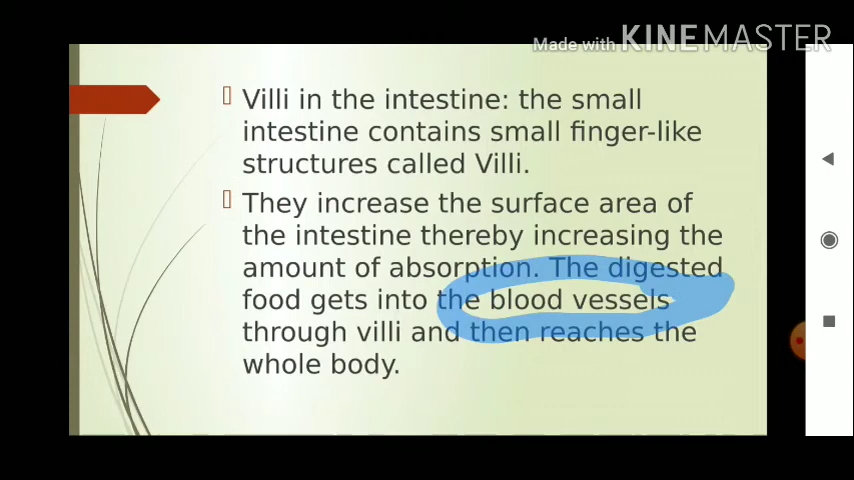 Made with KINEMASTER
Villi in the intestine: the small
intestine contains small finger-like
structures called Villi.
They increase the surface area of
the intestine thereby increasing the
amount of absorption. The digested
food gets into the blood vessels
through villi and then reaches the
whole body.